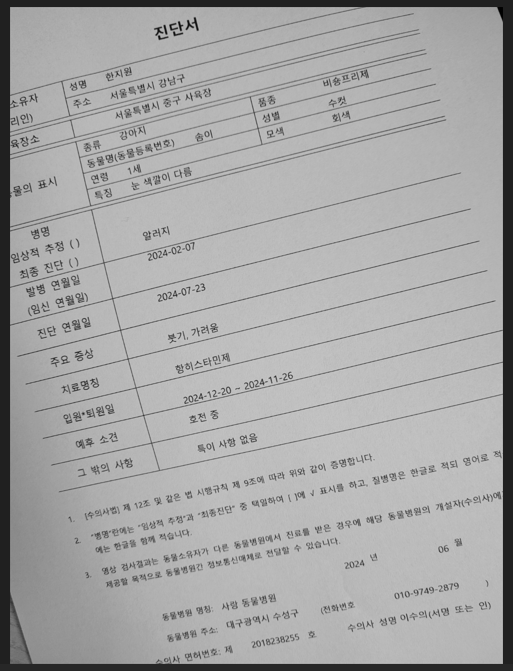 진단서
소유자
리인)
성명 한지원
주소 서울특별시 강남구
육장소 서울특별시 중구 사육장
물의 표시
종류 강아지 품종 비숑프리제
동물명(동물등록번호) 솜이 성별 수컷
연령 1세 모색 회색
특징 눈 색깔이 다름
병명
임상적 추정 ( )
최종 진단 ( )
알러지
발병 연월일
(임신 연월일)
2024-02-07
진단 연월일 2024-07-23
주요 증상 붓기, 가려움
치료명칭 항히스타민제
입원*퇴원일 2024-12-20 ~ 2024-11-26
예후 소견 호전 중
그 밖의 사항 특이 사항 없음
1. [수의사법] 제 12조 및 같은 법 시행규칙 제 9조에 따라 위와 같이 증명합니다.
2. "병명"란에는 "임상적 추정"과 "최종진단" 중 택일하여 [ ]에 √ 표시를 하고, 질병명은 한글로 적되 영어로 적
에는 한글을 함께 적습니다.
3. 영상 검사결과는 동물소유자가 다른 동물병원에서 진료를 받은 경우에 해당 동물병원의 개설자(수의사)에
제공할 목적으로 동물병원간 정보통신매체로 전달할 수 있습니다.
2024 년 06 월
동물병원 명칭: 사람 동물병원
동물병원 주소: 대구광역시 수성구 (전화번호 010-9749-2879 )
수의사 면허번호: 제 2018238255 호 수의사 성명 이수의(서명 또는 인)